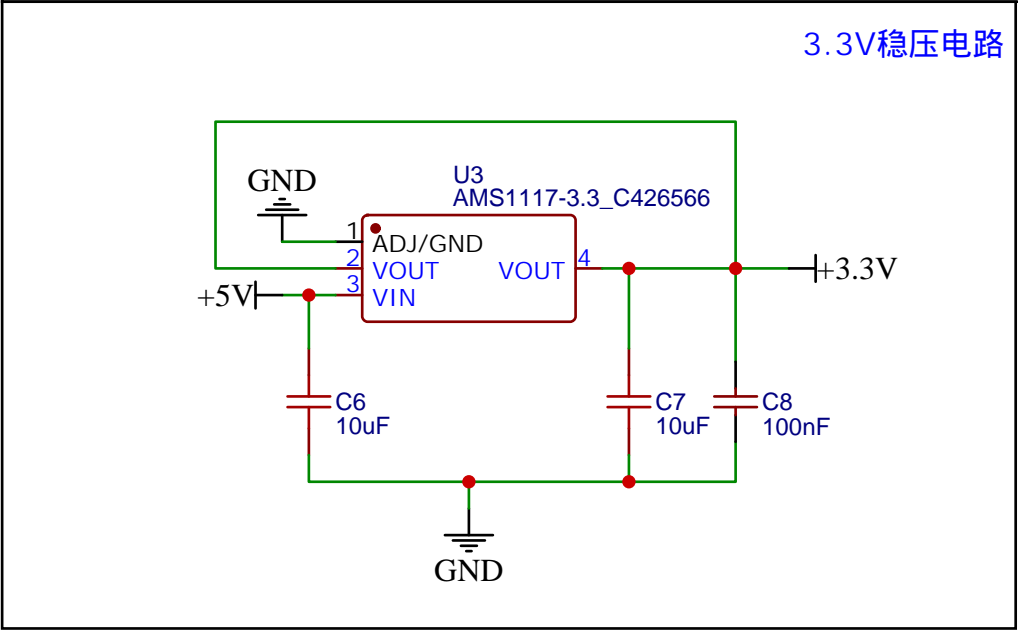 3.3V稳压电路
GND
U3
AMS1117-3.3_C426566
1
ADJ/GND
2
VOUT
VOUT
4
+3.3V
+5V
3
VIN
C6
10uF
C7
10uF
C8
100nF
GND